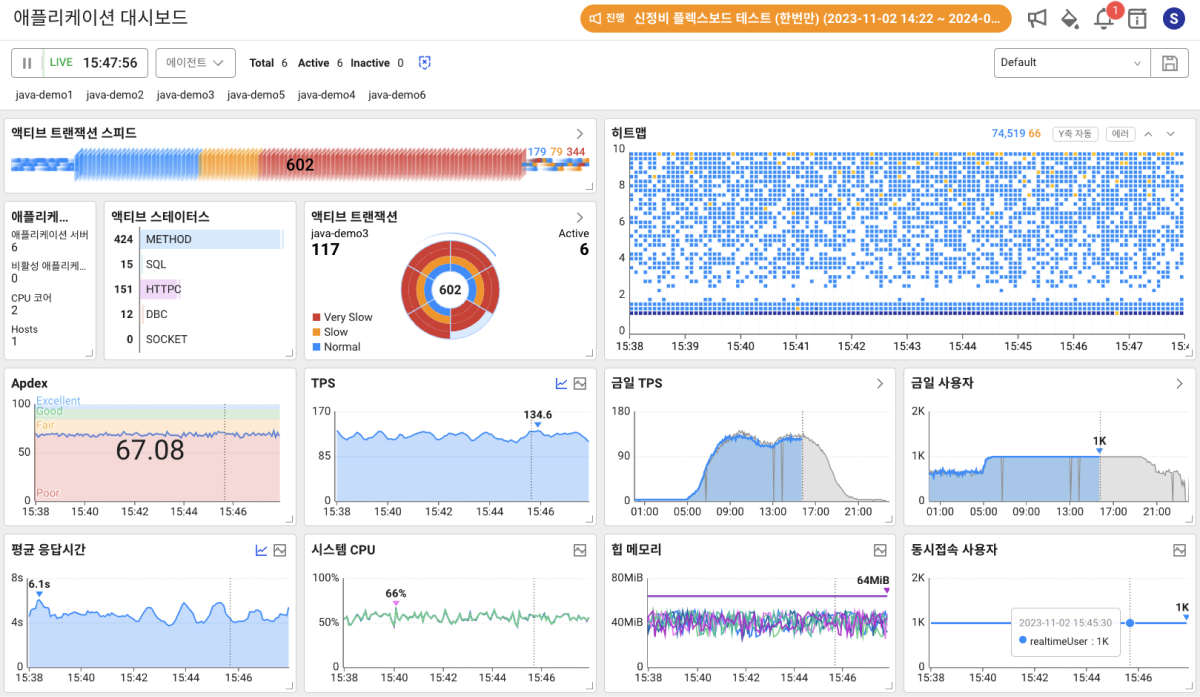 애플리케이션 대시보드
진행 신정비 플렉스보드 테스트 (한번만) (2023-11-02 14:22 ~ 2024-0...
1
S
LIVE 15:47:56 에이전트 Total 6 Active 6 Inactive 0
Default
java-demo1 java-demo2 java-demo3 java-demo5 java-demo4 java-demo6
액티브 트랜잭션 스피드
179 79 344
602
히트맵
74,519 66 Y축 자동 에러
10
8
6
4
2
0
15:38 15:39 15:40 15:41 15:42 15:43 15:44 15:45 15:46 15:47 15:4
애플리케...
애플리케이션 서버
6
비활성 애플리케...
0
CPU 코어
2
Hosts
1
액티브 스테이터스
424 METHOD
15 SQL
151 HTTPC
12 DBC
0 SOCKET
액티브 트랜잭션
java-demo3
117
Active
6
602
Very Slow
Slow
Normal
Apdex
100
50
0
Excellent
Good
Fair
Poor
67.08
15:38 15:40 15:42 15:44 15:46
TPS
170
85
0
134.6
15:38 15:40 15:42 15:44 15:46
금일 TPS
180
90
0
01:00 05:00 09:00 13:00 17:00 21:00
금일 사용자
2K
1K
0
1K
01:00 05:00 09:00 13:00 17:00 21:00
평균 응답시간
8s
4s
0
6.1s
15:38 15:40 15:42 15:44 15:46
시스템 CPU
100%
50%
0
66%
15:38 15:40 15:42 15:44 15:46
힙 메모리
80MiB
40MiB
0
64MiB
15:38 15:40 15:42 15:44 15:46
동시접속 사용자
2K
1K
0
1K
2023-11-02 15:45:30
realtimeUser : 1K
15:38 15:40 15:42 15:44 15:46